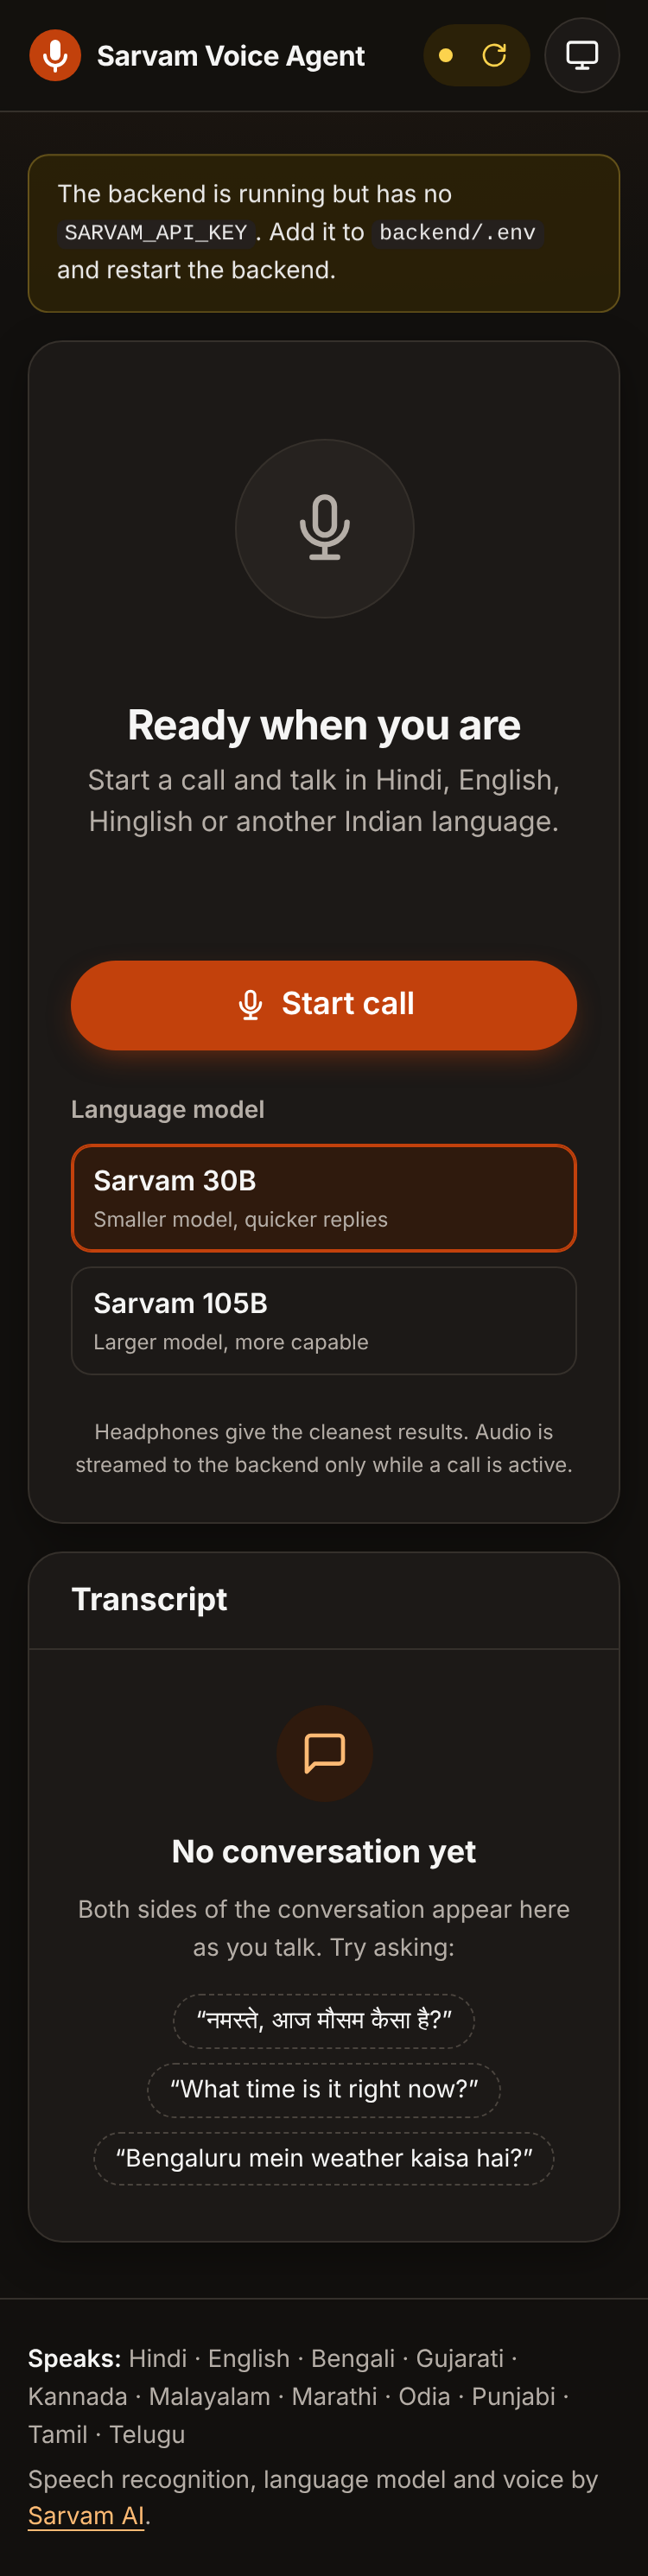 Sarvam Voice Agent
The backend is running but has no
SARVAM_API_KEY. Add it to backend/.env
and restart the backend.
Ready when you are
Start a call and talk in Hindi, English,
Hinglish or another Indian language.
Start call
Language model
Sarvam 30B
Smaller model, quicker replies
Sarvam 105B
Larger model, more capable
Headphones give the cleanest results. Audio is
streamed to the backend only while a call is active.
Transcript
No conversation yet
Both sides of the conversation appear here
as you talk. Try asking:
“नमस्ते, आज मौसम कैसा है?”
“What time is it right now?”
“Bengaluru mein weather kaisa hai?”
Speaks: Hindi · English · Bengali · Gujarati ·
Kannada · Malayalam · Marathi · Odia · Punjabi ·
Tamil · Telugu
Speech recognition, language model and voice by
Sarvam AI.